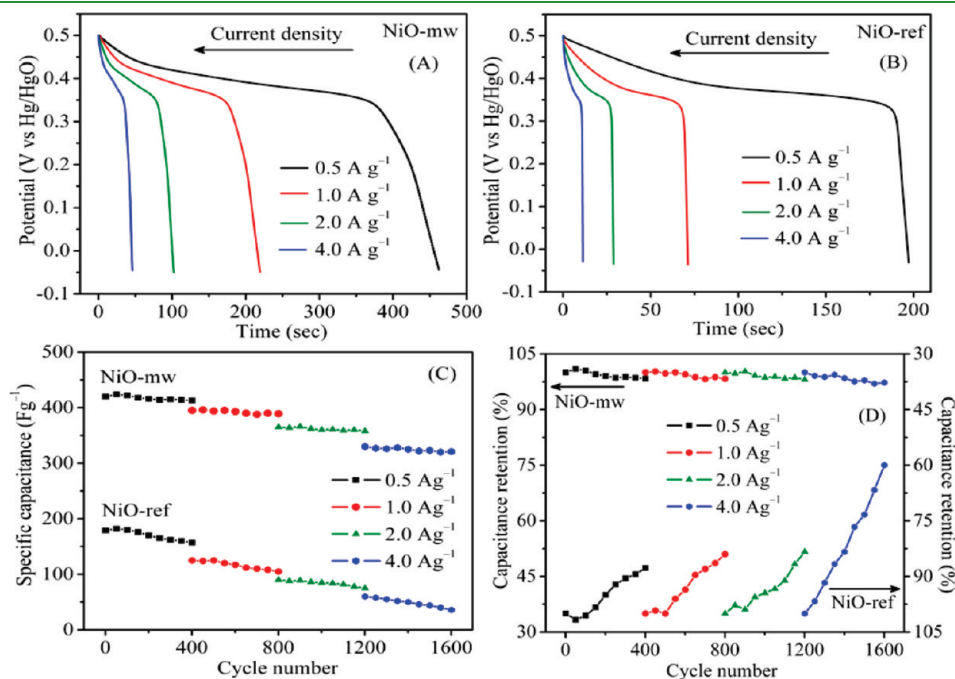 NiO-mw
Current density
(A)
0.5
0.4
0.3
0.2
0.1
0.0
-0.1
Potential (V vs Hg/HgO)
0.5 A g⁻¹
1.0 A g⁻¹
2.0 A g⁻¹
4.0 A g⁻¹
0 100 200 300 400 500
Time (sec)
NiO-ref
Current density
(B)
0.5
0.4
0.3
0.2
0.1
0.0
-0.1
Potential (V vs Hg/HgO)
0.5 A g⁻¹
1.0 A g⁻¹
2.0 A g⁻¹
4.0 A g⁻¹
0 50 100 150 200
Time (sec)
500
400
300
200
100
0
Specific capacitance (Fg⁻¹)
NiO-mw
(C)
NiO-ref
0.5 Ag⁻¹
1.0 Ag⁻¹
2.0 Ag⁻¹
4.0 Ag⁻¹
0 400 800 1200 1600
Cycle number
105
90
75
60
45
30
Capacitance retention (%)
NiO-mw
(D)
0.5 Ag⁻¹
1.0 Ag⁻¹
2.0 Ag⁻¹
4.0 Ag⁻¹
NiO-ref
30
45
60
75
90
105
Capacitance retention (%)
0 400 800 1200 1600
Cycle number